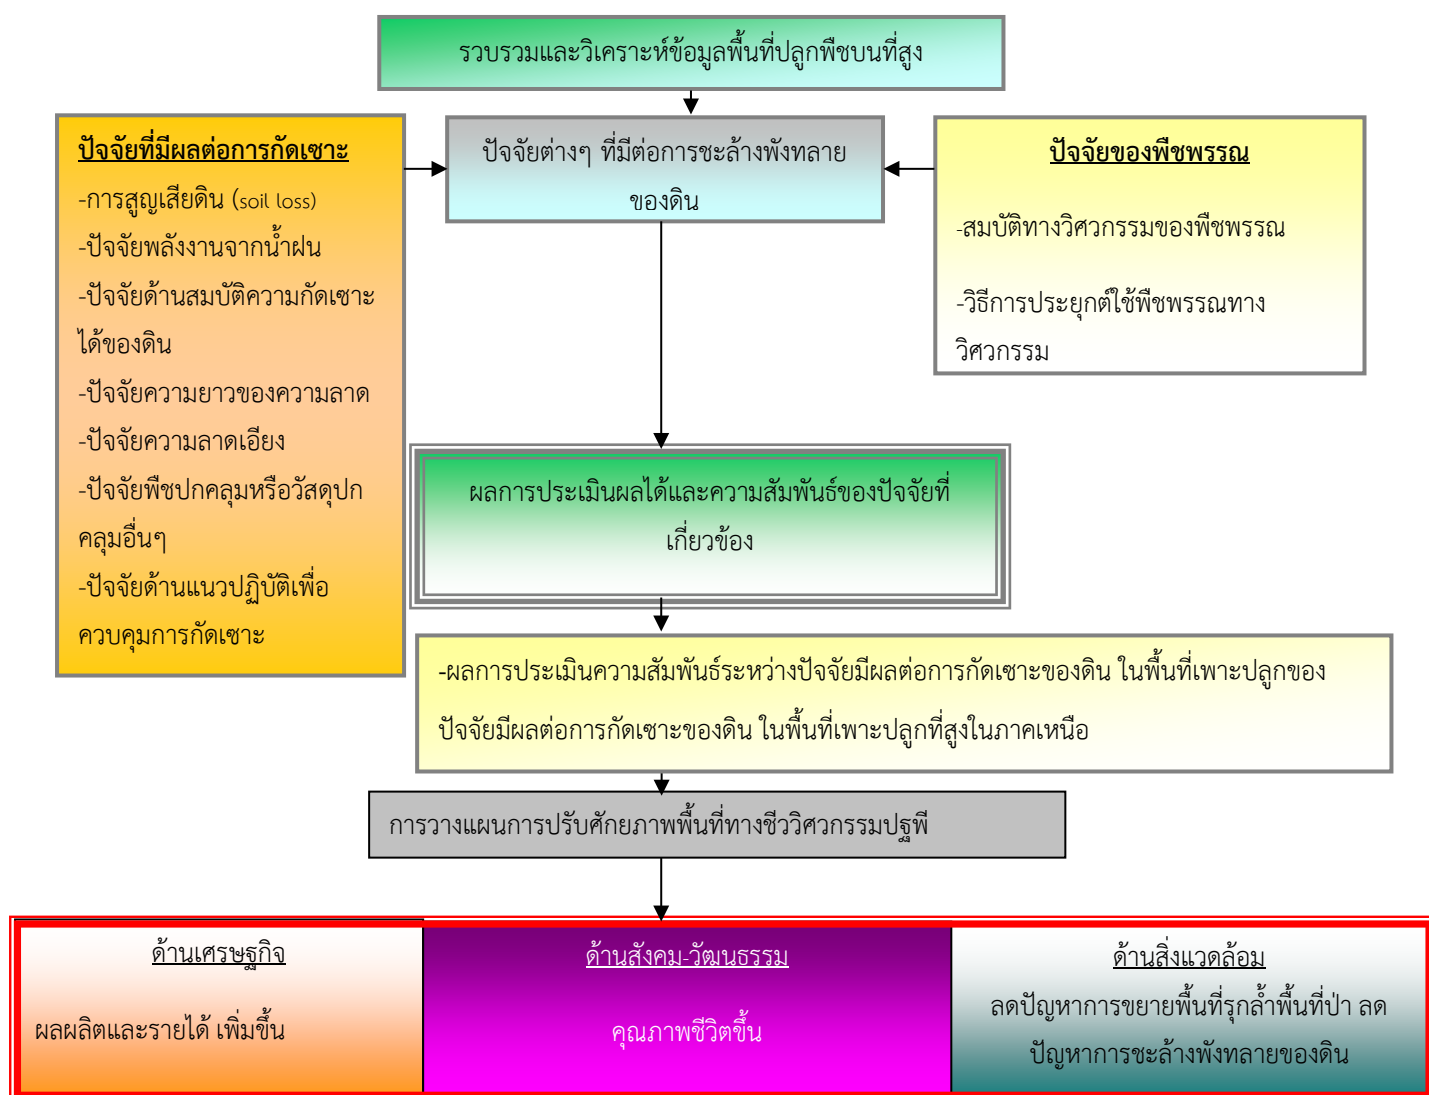 รวบรวมและวิเคราะห์ข้อมูลพื้นที่ปลูกพืชบนที่สูง
ปัจจัยที่มีผลต่อการกัดเซาะ
-การสูญเสียดิน (soil loss)
-ปัจจัยพลังงานจากน้ำฝน
-ปัจจัยด้านสมบัติความกัดเซาะ
ได้ของดิน
-ปัจจัยความยาวของความลาด
-ปัจจัยความลาดเอียง
-ปัจจัยพืชปกคลุมหรือวัสดุปก
คลุมอื่นๆ
-ปัจจัยด้านแนวปฏิบัติเพื่อ
ควบคุมการกัดเซาะ
ปัจจัยต่างๆ ที่มีต่อการชะล้างพังทลาย
ของดิน
ปัจจัยของพืชพรรณ
-สมบัติทางวิศวกรรมของพืชพรรณ
-วิธีการประยุกต์ใช้พืชพรรณทาง
วิศวกรรม
ผลการประเมินผลได้และความสัมพันธ์ของปัจจัยที่
เกี่ยวข้อง
-ผลการประเมินความสัมพันธ์ระหว่างปัจจัยมีผลต่อการกัดเซาะของดิน ในพื้นที่เพาะปลูกของ
ปัจจัยมีผลต่อการกัดเซาะของดิน ในพื้นที่เพาะปลูกที่สูงในภาคเหนือ
การวางแผนการปรับศักยภาพพื้นที่ทางชีววิศวกรรมปฐพี
ด้านเศรษฐกิจ
ผลผลิตและรายได้ เพิ่มขึ้น
ด้านสังคม-วัฒนธรรม
คุณภาพชีวิตขึ้น
ด้านสิ่งแวดล้อม
ลดปัญหาการขยายพื้นที่รุกล้ำพื้นที่ป่า ลด
ปัญหาการชะล้างพังทลายของดิน